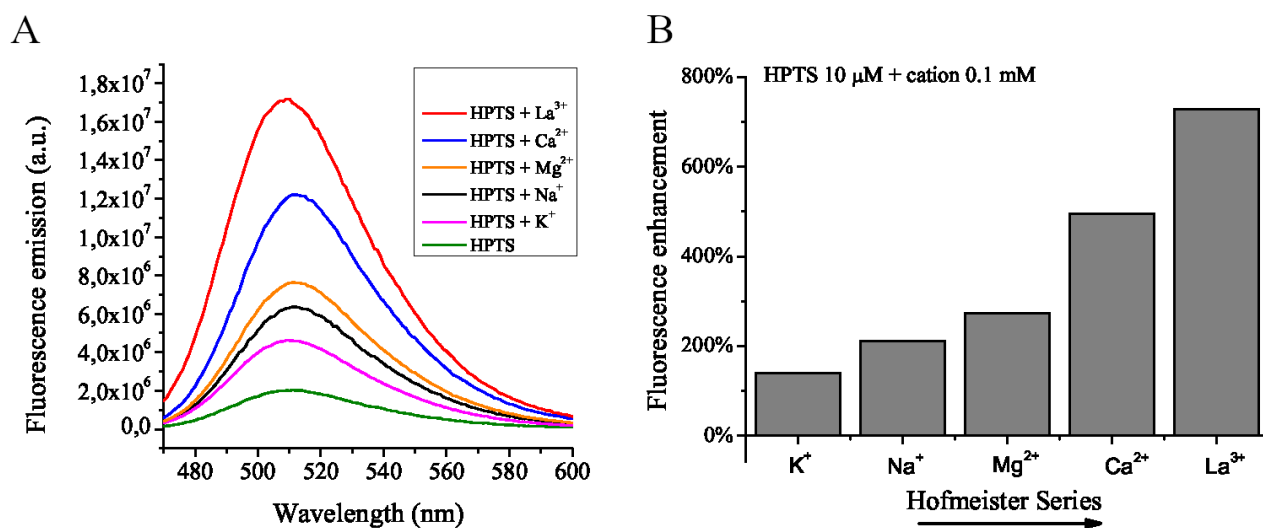 A
Fluorescence emission (a.u.)
1,8x10⁷
1,6x10⁷
1,4x10⁷
1,2x10⁷
1,0x10⁷
8,0x10⁶
6,0x10⁶
4,0x10⁶
2,0x10⁶
0,0
HPTS + La³⁺
HPTS + Ca²⁺
HPTS + Mg²⁺
HPTS + Na⁺
HPTS + K⁺
HPTS
480 500 520 540 560 580 600
Wavelength (nm)
B
Fluorescence enhancement
800%
600%
400%
200%
0%
HPTS 10 μM + cation 0.1 mM
K⁺ Na⁺ Mg²⁺ Ca²⁺ La³⁺
Hofmeister Series